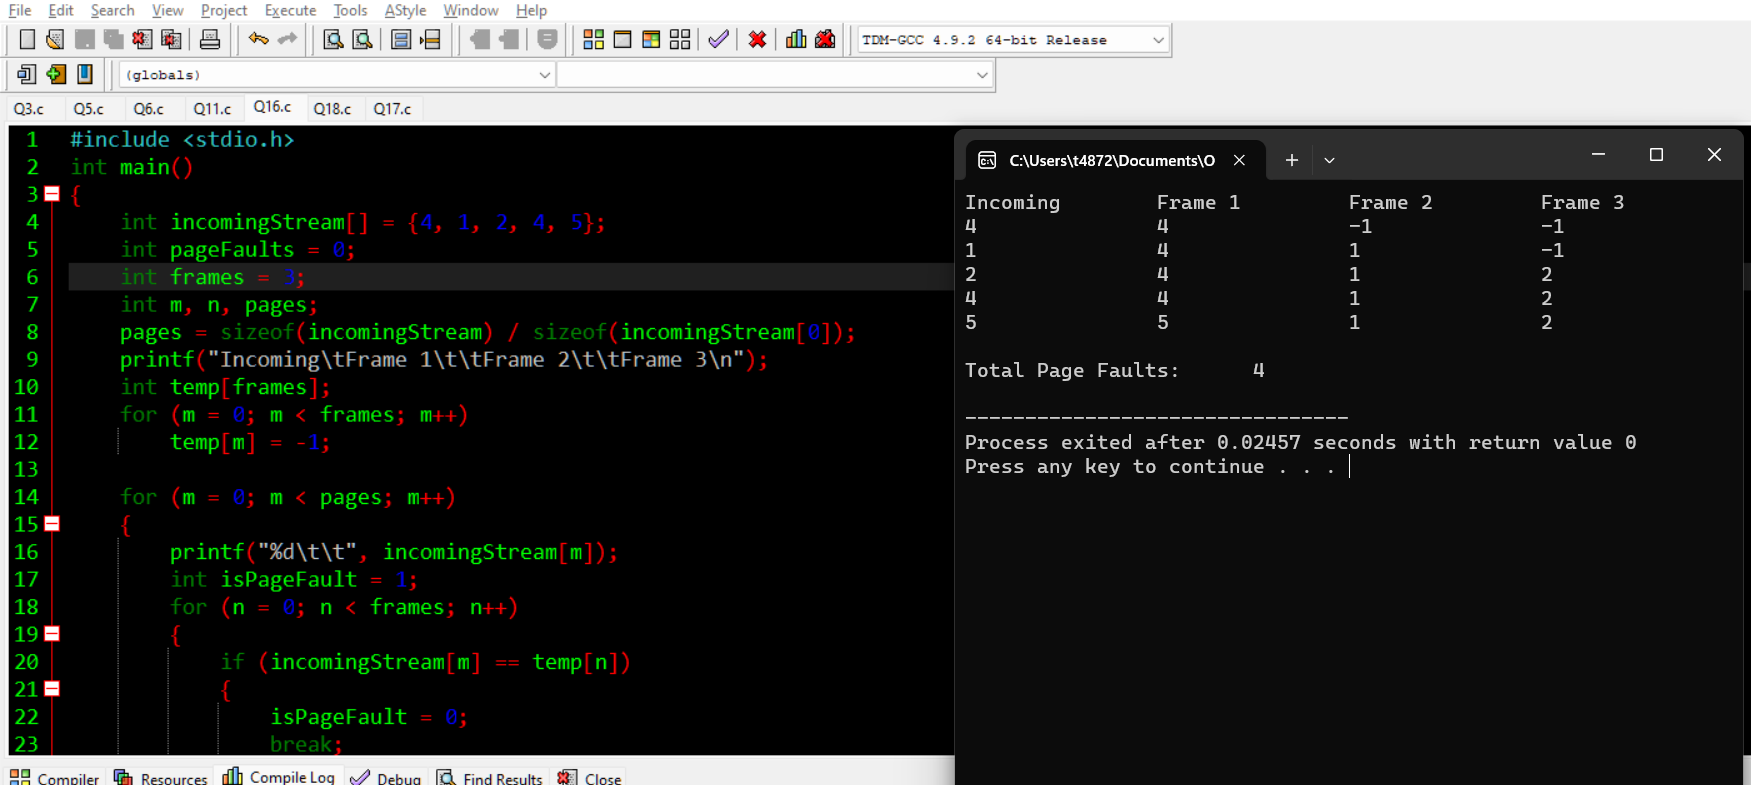 File Edit Search View Project Execute Tools AStyle Window Help
TDM-GCC 4.9.2 64-bit Release
(globals)
Q3.c Q5.c Q6.c Q11.c Q16.c Q18.c Q17.c
1 #include <stdio.h>
2 int main()
3 {
4 int incomingStream[] = {4, 1, 2, 4, 5};
5 int pageFaults = 0;
6 int frames = 3;
7 int m, n, pages;
8 pages = sizeof(incomingStream) / sizeof(incomingStream[0]);
9 printf("Incoming\tFrame 1\t\tFrame 2\t\tFrame 3\n");
10 int temp[frames];
11 for (m = 0; m < frames; m++)
12 temp[m] = -1;
13
14 for (m = 0; m < pages; m++)
15 {
16 printf("%d\t\t", incomingStream[m]);
17 int isPageFault = 1;
18 for (n = 0; n < frames; n++)
19 {
20 if (incomingStream[m] == temp[n])
21 {
22 isPageFault = 0;
23 break;
Compiler Resources Compile Log Debug Find Results Close
C:\Users\t4872\Documents\O
Incoming Frame 1 Frame 2 Frame 3
4 4 -1 -1
1 4 1 -1
2 4 1 2
4 4 1 2
5 5 1 2
Total Page Faults: 4
--------------------------------
Process exited after 0.02457 seconds with return value 0
Press any key to continue . . .